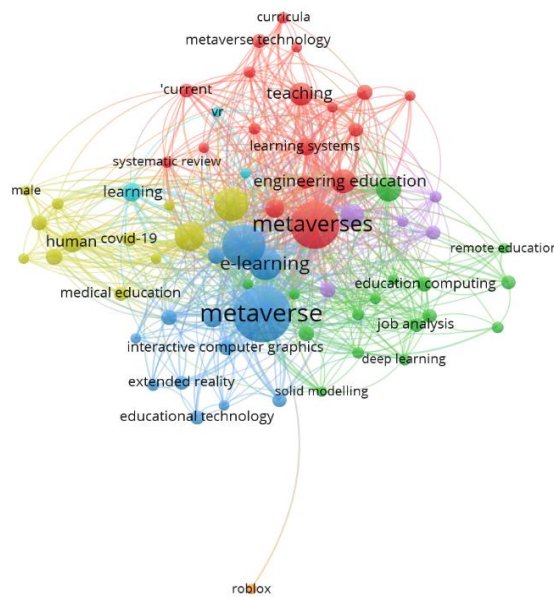 curricula
metaverse technology
'current
teaching
vr
learning systems
systematic review
engineering education
male
learning
metaverses
human
covid-19
remote education
e-learning
education computing
medical education
metaverse
job analysis
interactive computer graphics
deep learning
extended reality
solid modelling
educational technology
roblox